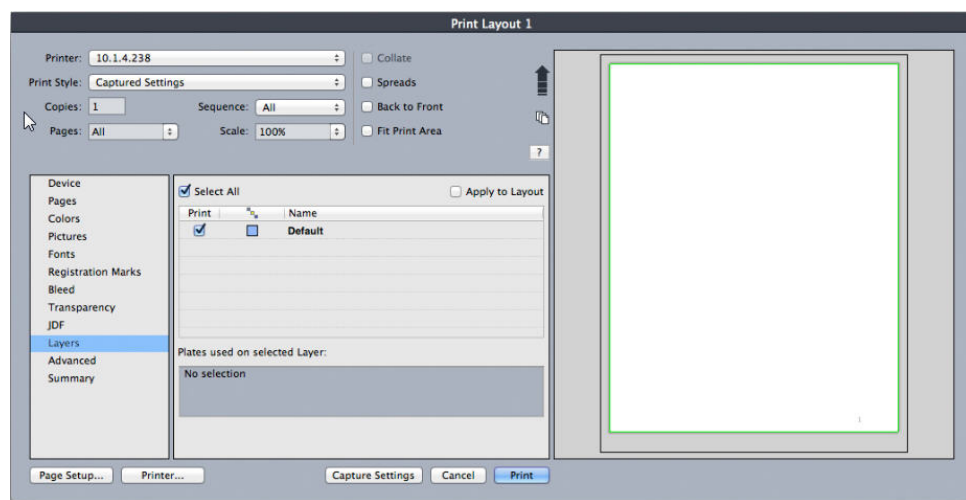 Print Layout 1
Printer: 10.1.4.238
Collate
Print Style: Captured Settings
Spreads
Copies: 1 Sequence: All
Back to Front
Pages: All Scale: 100%
Fit Print Area
?
Device
Pages
Colors
Pictures
Fonts
Registration Marks
Bleed
Transparency
JDF
Layers
Advanced
Summary
Select All Apply to Layout
Print Name
Default
Plates used on selected Layer:
No selection
Page Setup... Printer... Capture Settings Cancel Print